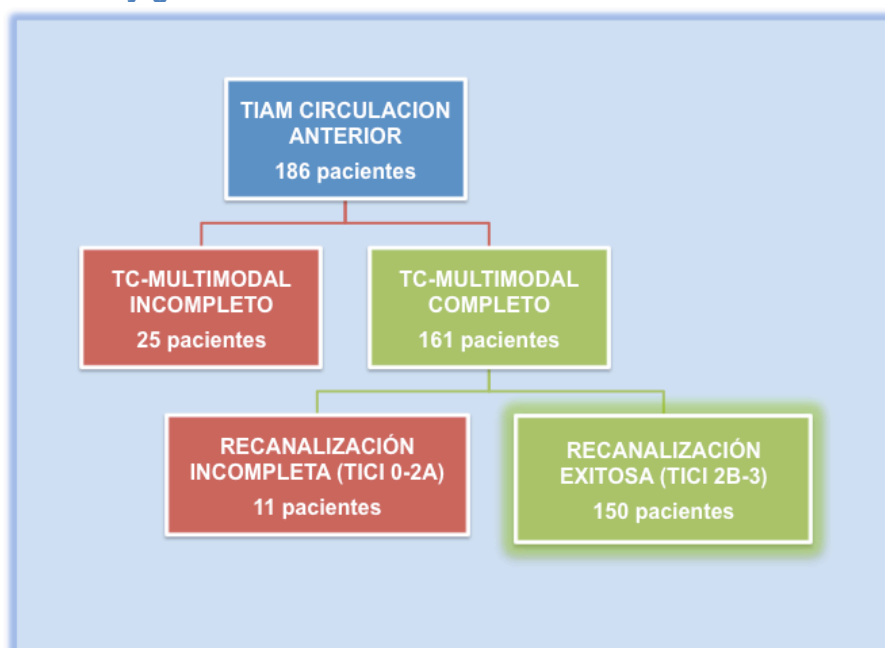 TIAM CIRCULACION
ANTERIOR
186 pacientes
TC-MULTIMODAL
INCOMPLETO
25 pacientes
TC-MULTIMODAL
COMPLETO
161 pacientes
RECANALIZACIÓN
INCOMPLETA (TICI 0-2A)
11 pacientes
RECANALIZACIÓN
EXITOSA (TICI 2B-3)
150 pacientes